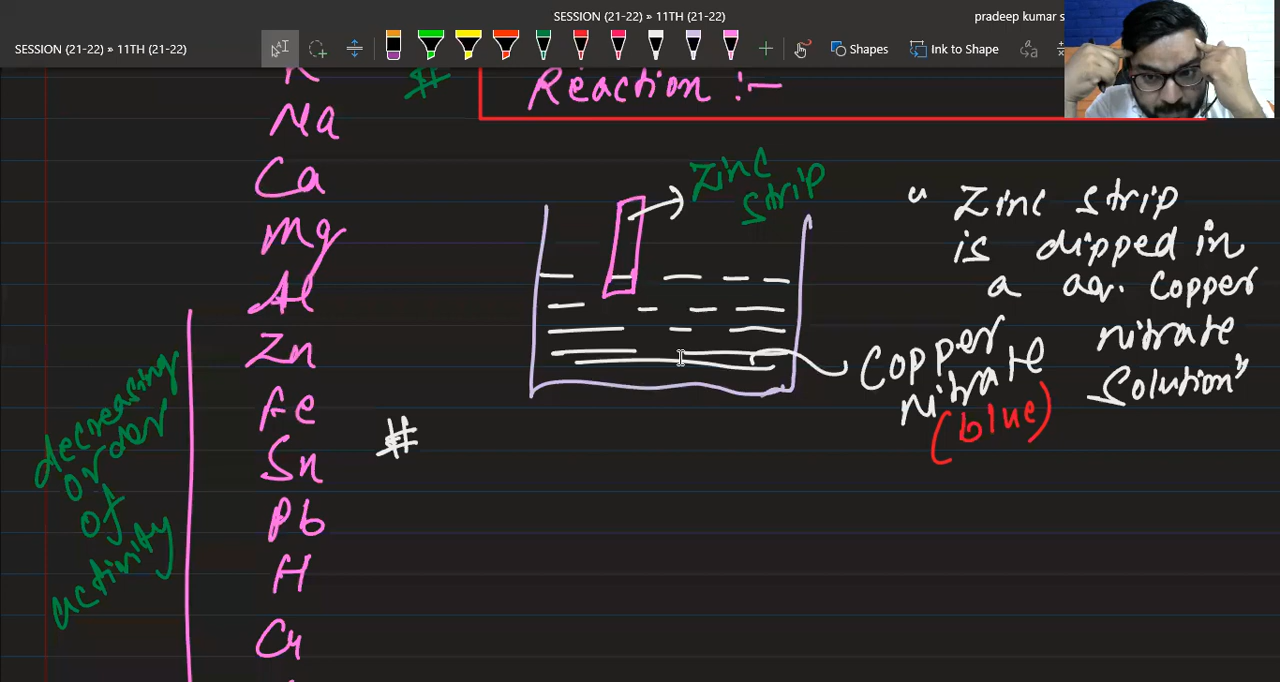 SESSION (21-22) » 11TH (21-22)
pradeep kumar s
SESSION (21-22) » 11TH (21-22)
Shapes
Ink to Shape
K
Na
Ca
Mg
Al
Zn
Fe
Sn
Pb
H
Cu
decreasing
order
of
activity
#
Reaction :-
Zinc
strip
Copper
nitrate
(blue)
#
" Zinc strip
is dipped in
a aq. Copper
nitrate
Solution"